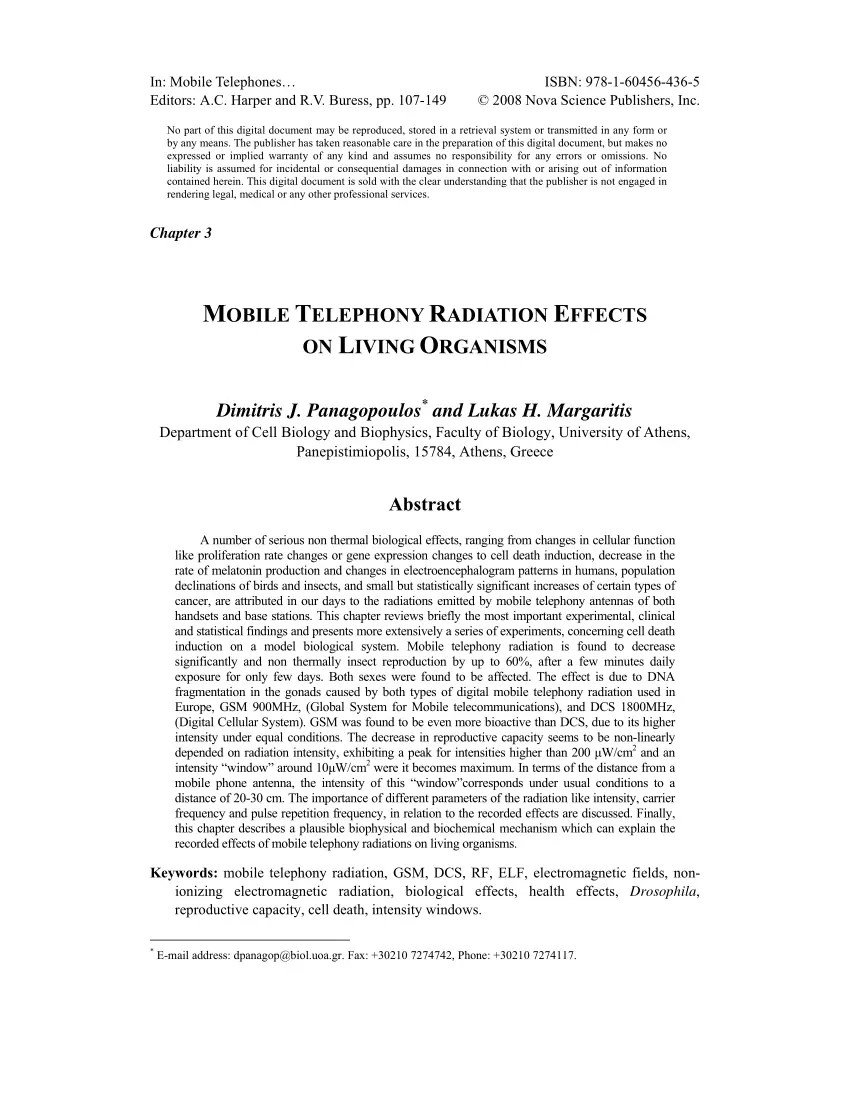 In: Mobile Telephones… ISBN: 978-1-60456-436-5
Editors: A.C. Harper and R.V. Buress, pp. 107-149 © 2008 Nova Science Publishers, Inc.
No part of this digital document may be reproduced, stored in a retrieval system or transmitted in any form or
by any means. The publisher has taken reasonable care in the preparation of this digital document, but makes no
expressed or implied warranty of any kind and assumes no responsibility for any errors or omissions. No
liability is assumed for incidental or consequential damages in connection with or arising out of information
contained herein. This digital document is sold with the clear understanding that the publisher is not engaged in
rendering legal, medical or any other professional services.
Chapter 3
MOBILE TELEPHONY RADIATION EFFECTS
ON LIVING ORGANISMS
Dimitris J. Panagopoulos* and Lukas H. Margaritis
Department of Cell Biology and Biophysics, Faculty of Biology, University of Athens,
Panepistimiopolis, 15784, Athens, Greece
Abstract
A number of serious non thermal biological effects, ranging from changes in cellular function
like proliferation rate changes or gene expression changes to cell death induction, decrease in the
rate of melatonin production and changes in electroencephalogram patterns in humans, population
declinations of birds and insects, and small but statistically significant increases of certain types of
cancer, are attributed in our days to the radiations emitted by mobile telephony antennas of both
handsets and base stations. This chapter reviews briefly the most important experimental, clinical
and statistical findings and presents more extensively a series of experiments, concerning cell death
induction on a model biological system. Mobile telephony radiation is found to decrease
significantly and non thermally insect reproduction by up to 60%, after a few minutes daily
exposure for only few days. Both sexes were found to be affected. The effect is due to DNA
fragmentation in the gonads caused by both types of digital mobile telephony radiation used in
Europe, GSM 900MHz, (Global System for Mobile telecommunications), and DCS 1800MHz,
(Digital Cellular System). GSM was found to be even more bioactive than DCS, due to its higher
intensity under equal conditions. The decrease in reproductive capacity seems to be non-linearly
depended on radiation intensity, exhibiting a peak for intensities higher than 200 μW/cm² and an
intensity “window” around 10μW/cm² were it becomes maximum. In terms of the distance from a
mobile phone antenna, the intensity of this “window”corresponds under usual conditions to a
distance of 20-30 cm. The importance of different parameters of the radiation like intensity, carrier
frequency and pulse repetition frequency, in relation to the recorded effects are discussed. Finally,
this chapter describes a plausible biophysical and biochemical mechanism which can explain the
recorded effects of mobile telephony radiations on living organisms.
Keywords: mobile telephony radiation, GSM, DCS, RF, ELF, electromagnetic fields, non-
ionizing electromagnetic radiation, biological effects, health effects, Drosophila,
reproductive capacity, cell death, intensity windows.
* E-mail address: dpanagop@biol.uoa.gr. Fax: +30210 7274742, Phone: +30210 7274117.